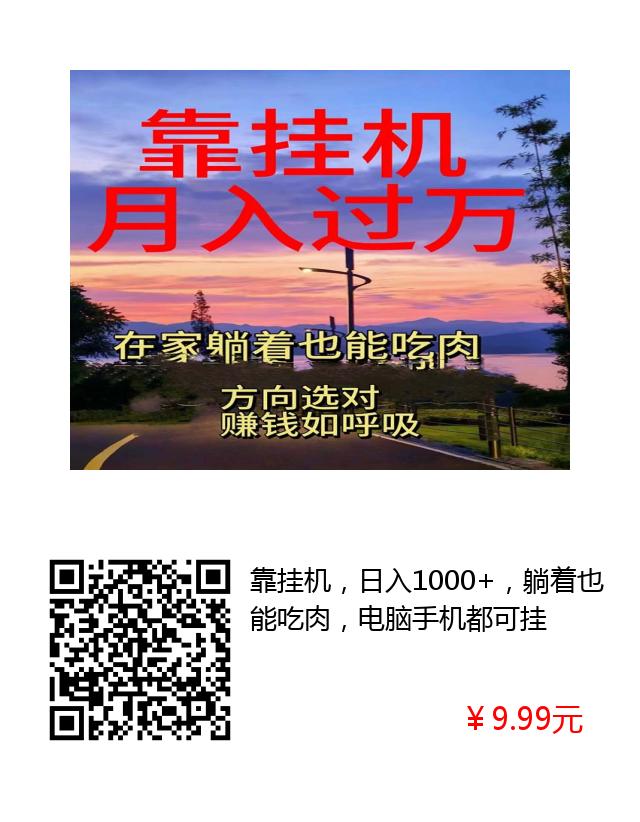 靠挂机
月入过万
在家躺着也能吃肉
方向选对
赚钱如呼吸
靠挂机，日入1000+，躺着也
能吃肉，电脑手机都可挂
¥9.99元